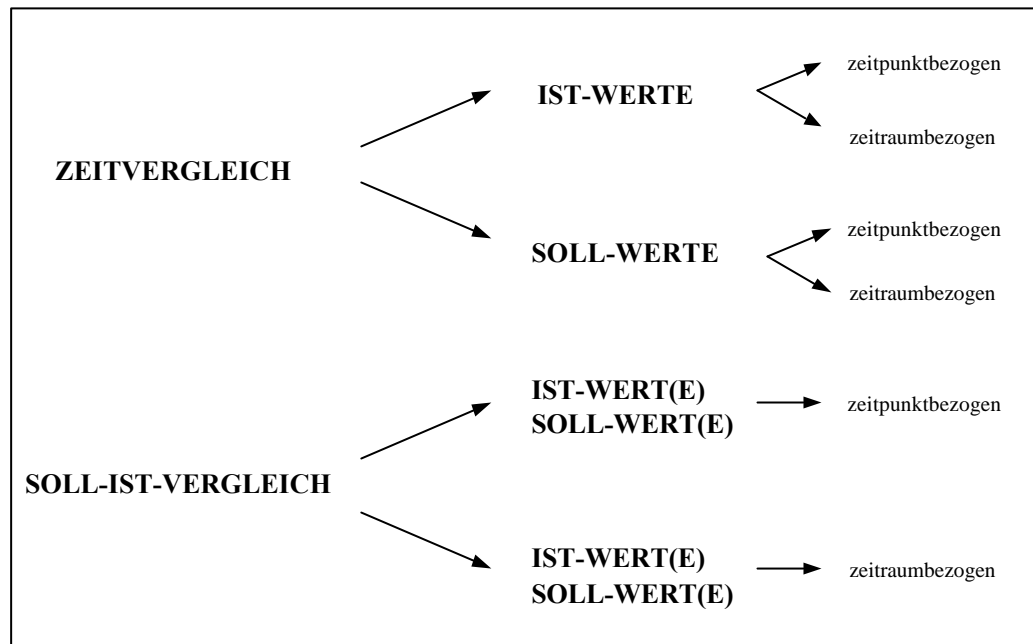 ZEITVERGLEICH
IST-WERTE
zeitpunktbezogen
zeitraumbezogen
SOLL-WERTE
zeitpunktbezogen
zeitraumbezogen
SOLL-IST-VERGLEICH
IST-WERT(E)
SOLL-WERT(E)
zeitpunktbezogen
IST-WERT(E)
SOLL-WERT(E)
zeitraumbezogen